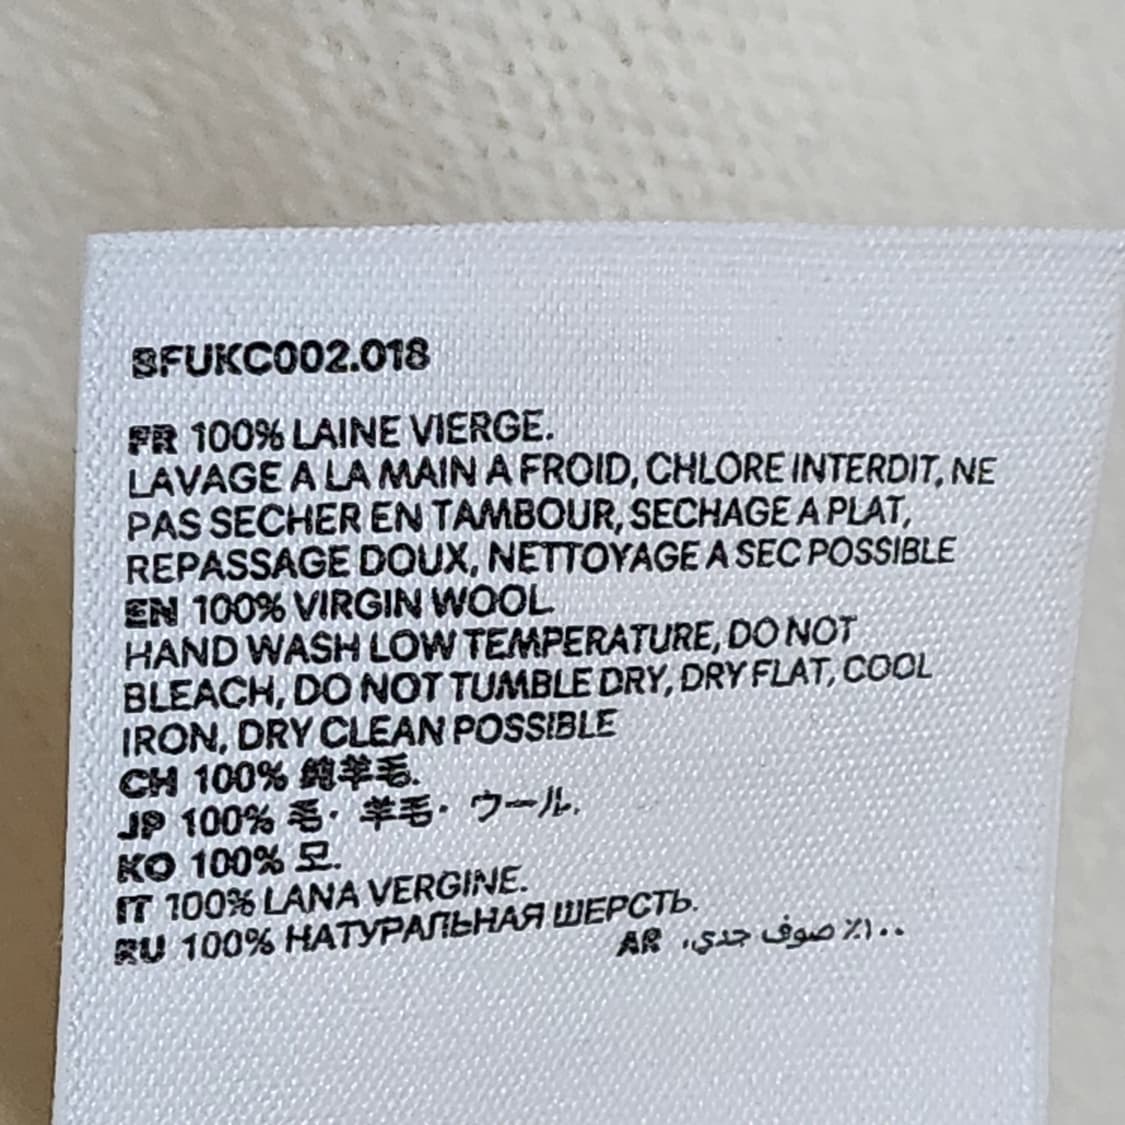 BFUKC002.018
FR 100% LAINE VIERGE.
LAVAGE A LA MAIN A FROID, CHLORE INTERDIT, NE
PAS SECHER EN TAMBOUR, SECHAGE A PLAT,
REPASSAGE DOUX, NETTOYAGE A SEC POSSIBLE
EN 100% VIRGIN WOOL
HAND WASH LOW TEMPERATURE, DO NOT
BLEACH, DO NOT TUMBLE DRY, DRY FLAT, COOL
IRON, DRY CLEAN POSSIBLE
CH 100% 纯羊毛.
JP 100% 毛· 羊毛· ウール.
KO 100% 모.
IT 100% LANA VERGINE.
RU 100% НАТУРАЛЬНАЯ ШЕРСТЬ.
AR ١٠٠٪ صوف جدي.